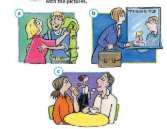 with the pictures.
a
b
c